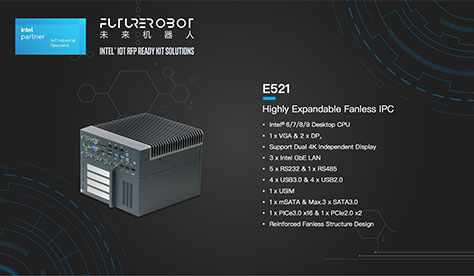 intel
partner
IoT Industrial
Specialist
FUTUREROBOT
未来机器人
INTEL® IOT RFP READY KIT SOLUTIONS
E521
Highly Expandable Fanless IPC
Intel® 6/7/8/9 Desktop CPU
1 x VGA & 2 x DP,
Support Dual 4K Independent Display
3 x Intel GbE LAN
5 x RS232 & 1 x RS485
4 x USB3.0 & 4 x USB2.0
1 x USIM
1 x mSATA & Max.3 x SATA3.0
1 x PICe3.0 x16 & 1 x PCIe2.0 x2
Reinforced Fanless Structure Design